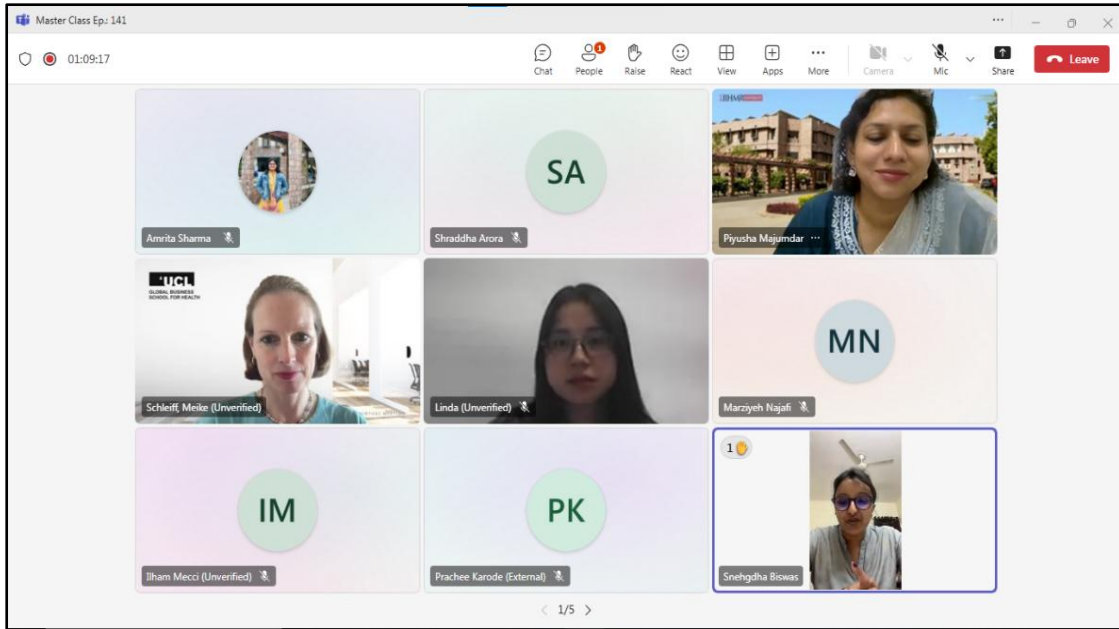 Master Class Ep.: 141
01:09:17
Chat
People
1
Raise
React
View
Apps
More
Camera
Mic
Share
Leave
Amrita Sharma
SA
Shraddha Arora
Piyusha Majumdar
UCL
GLOBAL BUSINESS
SCHOOL FOR HEALTH
Schleiff, Meike (Unverified)
Linda (Unverified)
MN
Marziyeh Najafi
IM
Ilham Mecci (Unverified)
PK
Prachee Karode (External)
1
Snehgdha Biswas
1/5